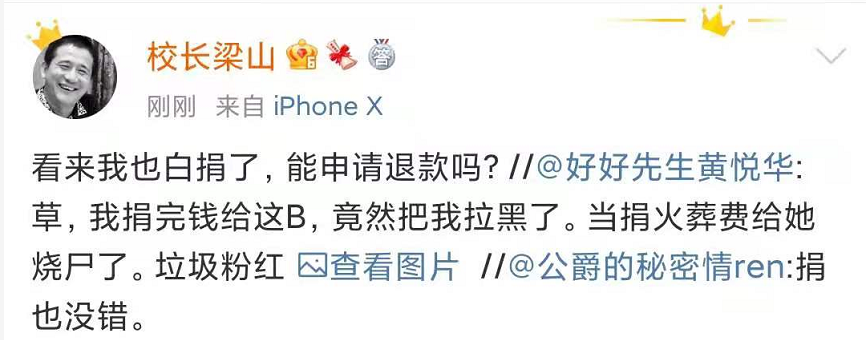 校长梁山
刚刚 来自 iPhone X
看来我也白捐了，能申请退款吗？//@好好先生黄悦华:
草，我捐完钱给这B，竟然把我拉黑了。当捐火葬费给她
烧尸了。垃圾粉红 查看图片 //@公爵的秘密情ren:捐
也没错。